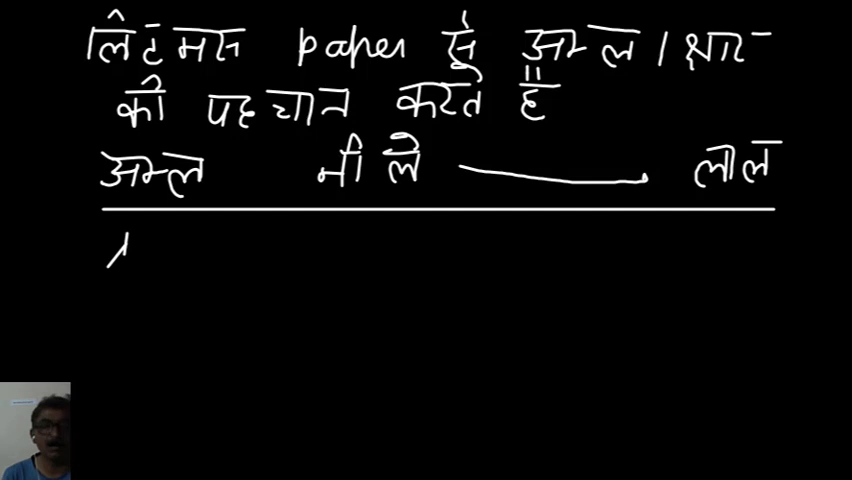 लिटमस paper से अम्ल / क्षार
की पहचान करते हैं
अम्ल नीले लाल